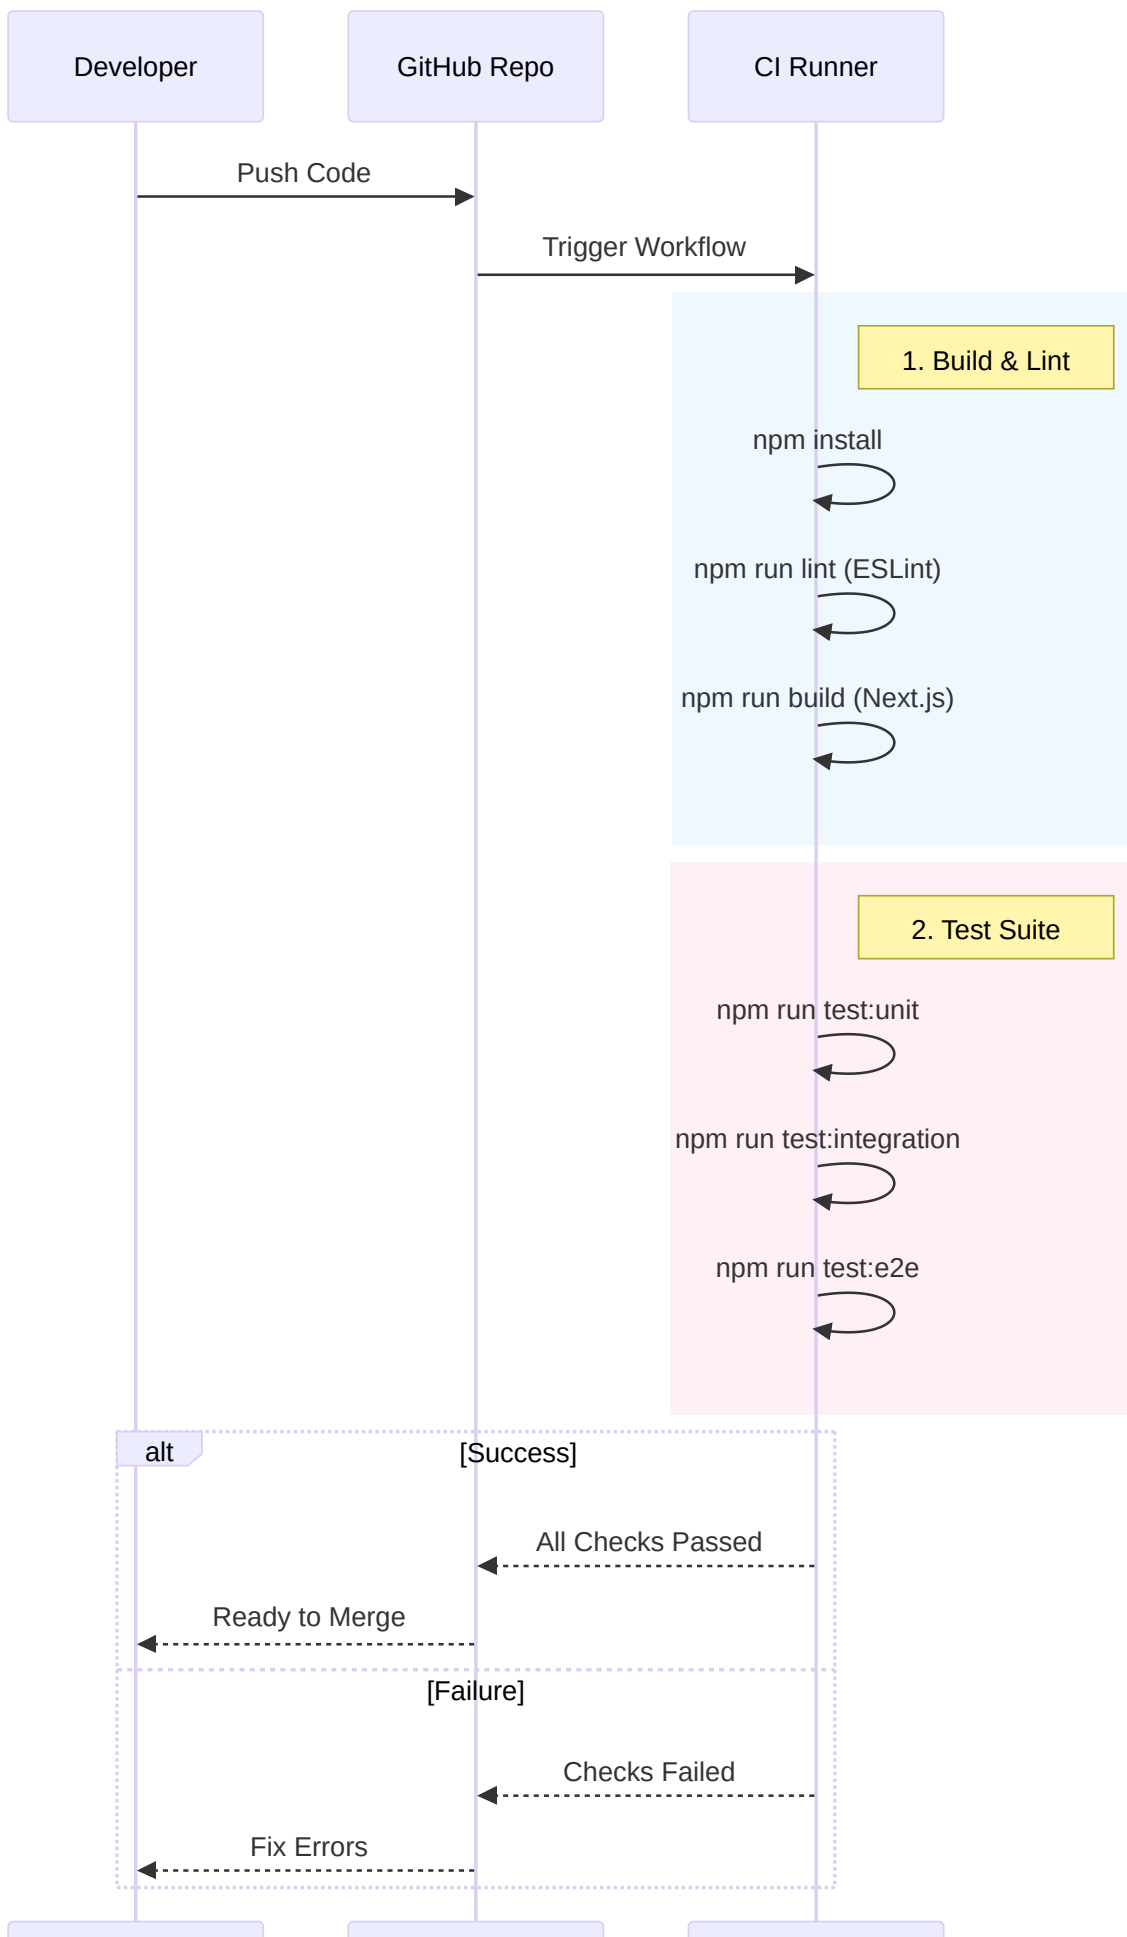 Developer
GitHub Repo
CI Runner
Push Code
Trigger Workflow
1. Build & Lint
npm install
npm run lint (ESLint)
npm run build (Next.js)
2. Test Suite
npm run test:unit
npm run test:integration
npm run test:e2e
alt
[Success]
All Checks Passed
Ready to Merge
[Failure]
Checks Failed
Fix Errors